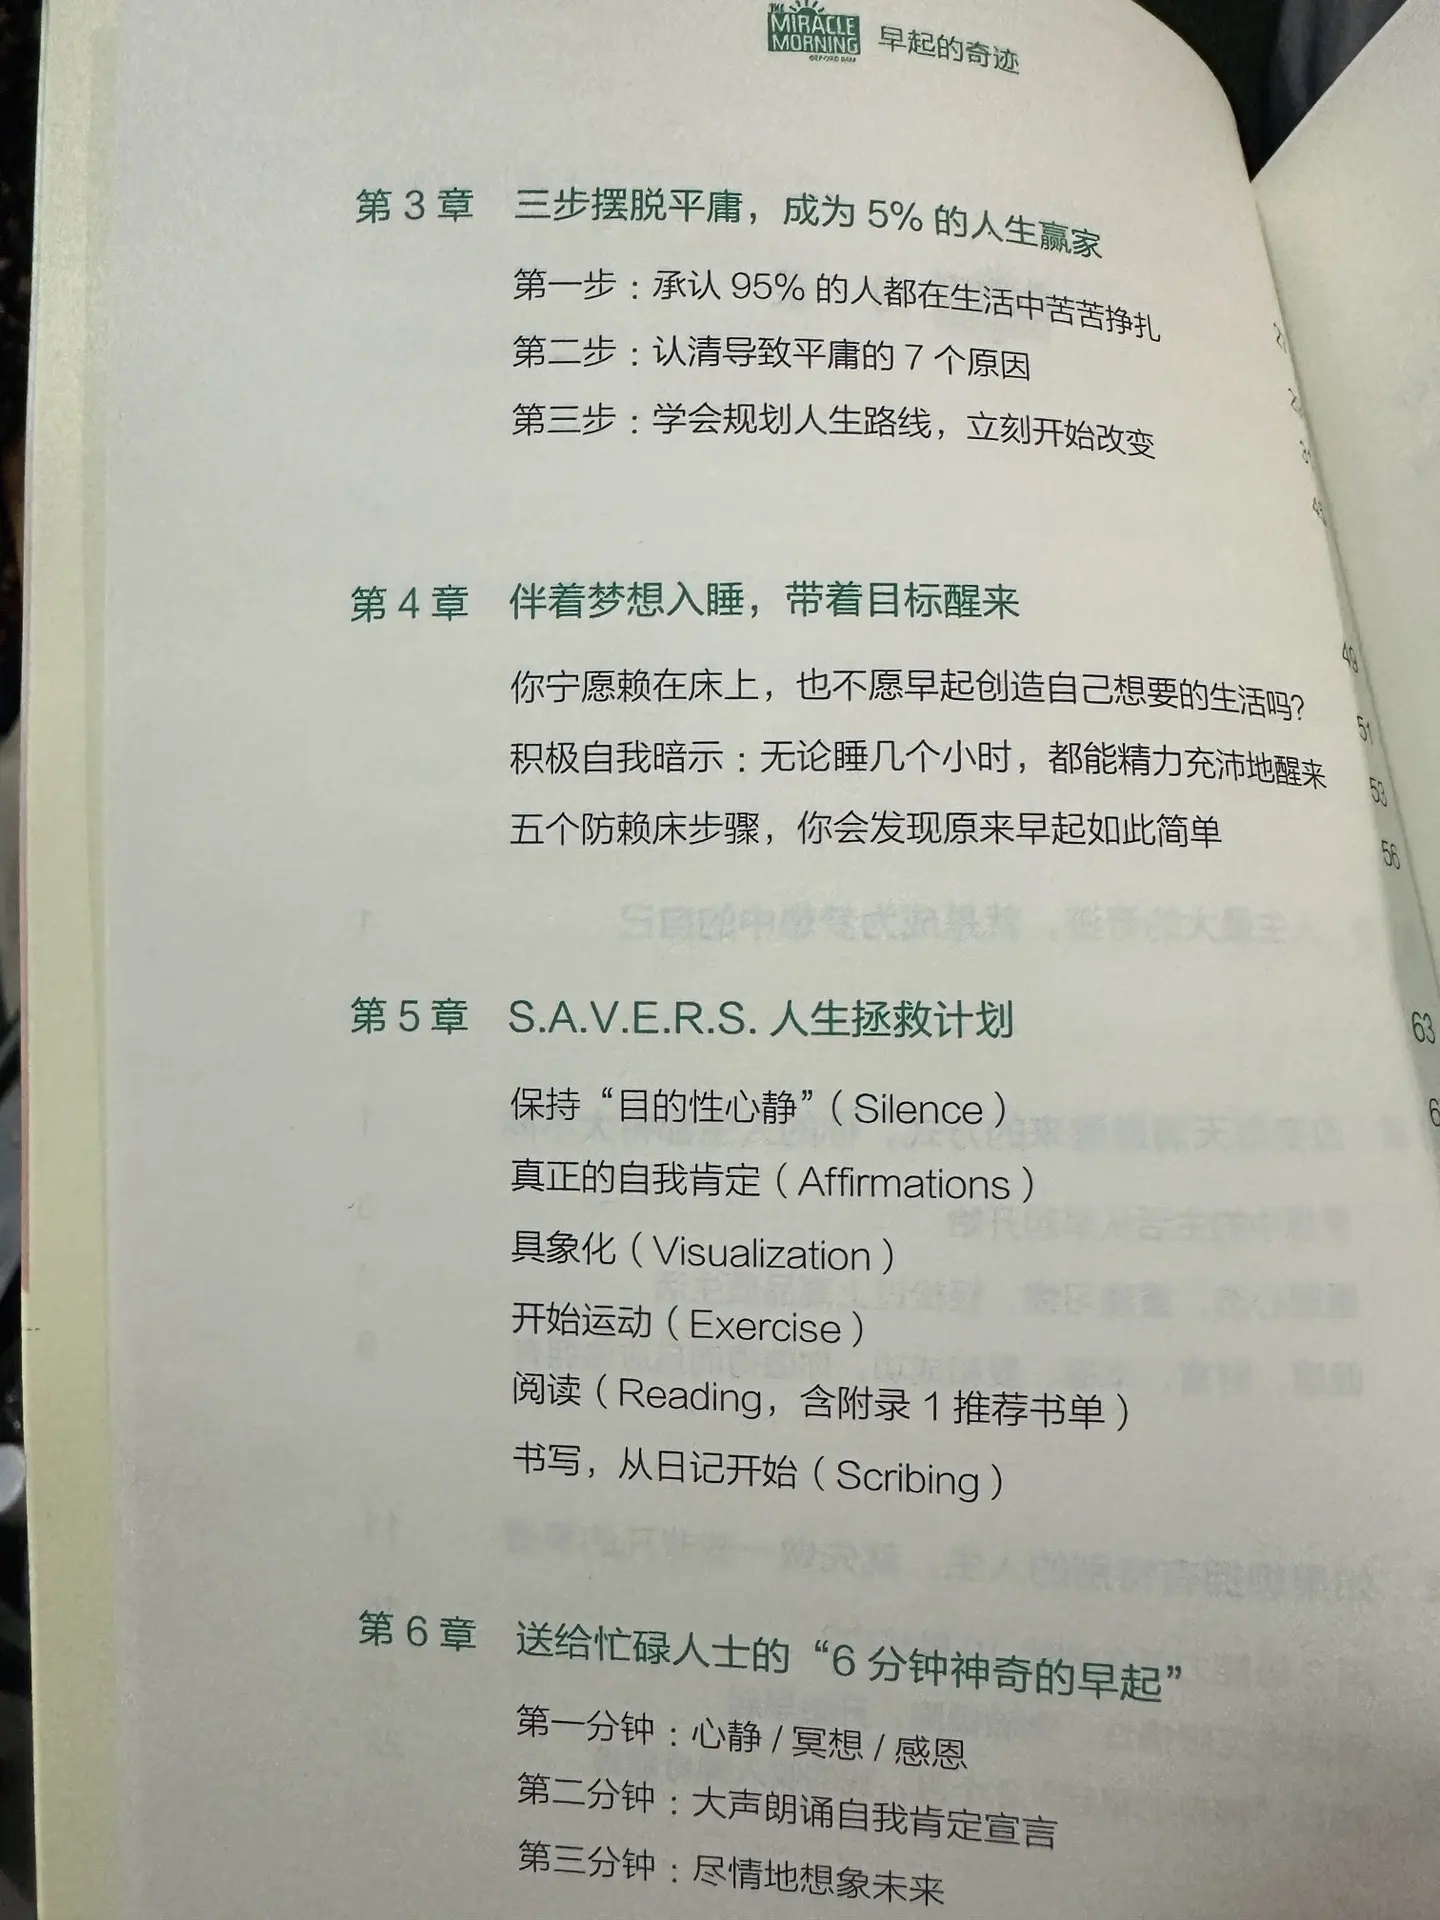 THE MIRACLE MORNING 早起的奇迹
第 3 章 三步摆脱平庸，成为 5% 的人生赢家
第一步：承认 95% 的人都在生活中苦苦挣扎
第二步：认清导致平庸的 7 个原因
第三步：学会规划人生路线，立刻开始改变
第 4 章 伴着梦想入睡，带着目标醒来 49
你宁愿赖在床上，也不愿早起创造自己想要的生活吗？ 51
积极自我暗示：无论睡几个小时，都能精力充沛地醒来 53
五个防赖床步骤，你会发现原来早起如此简单 56
第 5 章 S.A.V.E.R.S. 人生拯救计划 63
保持“目的性心静”（Silence）
真正的自我肯定（Affirmations）
具象化（Visualization）
开始运动（Exercise）
阅读（Reading，含附录 1 推荐书单）
书写，从日记开始（Scribing）
第 6 章 送给忙碌人士的“6 分钟神奇的早起”
第一分钟：心静 / 冥想 / 感恩
第二分钟：大声朗诵自我肯定宣言
第三分钟：尽情地想象未来